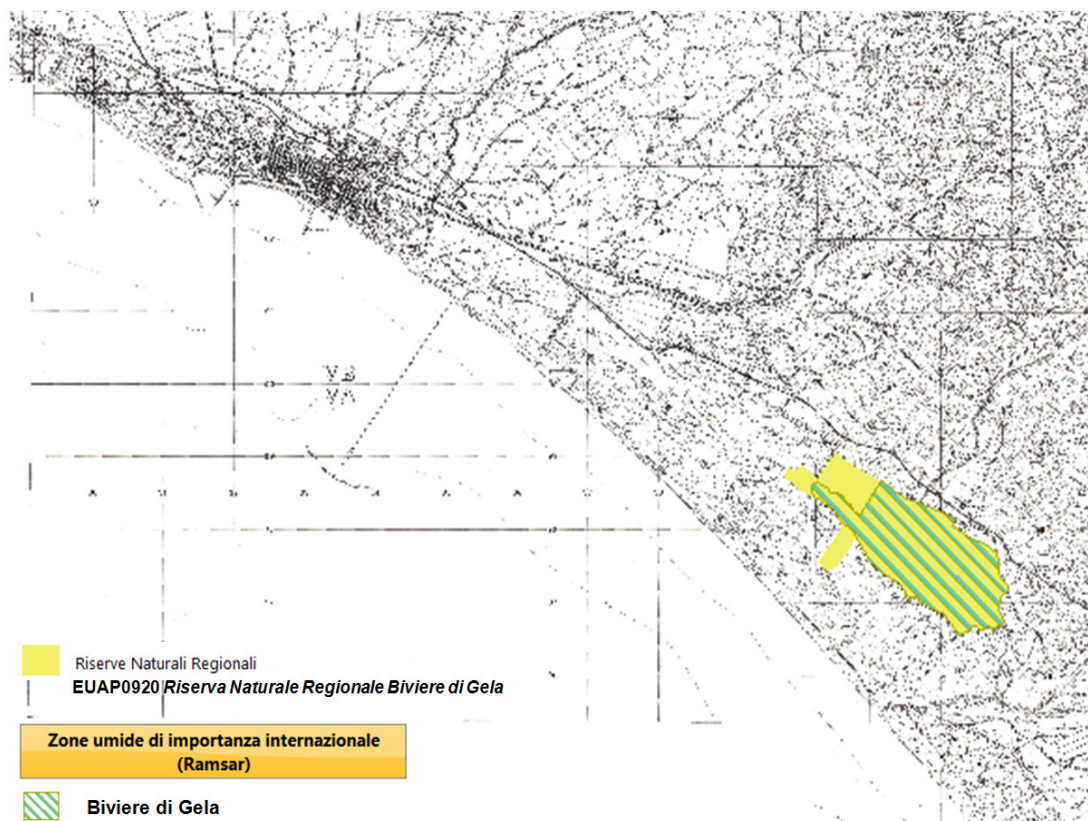 Riserve Naturali Regionali
EUAP0920 Riserva Naturale Regionale Biviere di Gela
Zone umide di importanza internazionale
(Ramsar)
Biviere di Gela